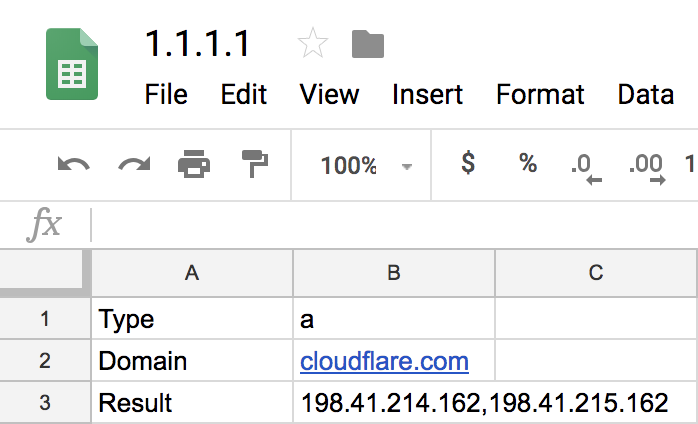 1.1.1.1
File Edit View Insert Format Data
100% $ % .0 .00 1
fx
A B C
1 Type a
2 Domain cloudflare.com
3 Result 198.41.214.162,198.41.215.162